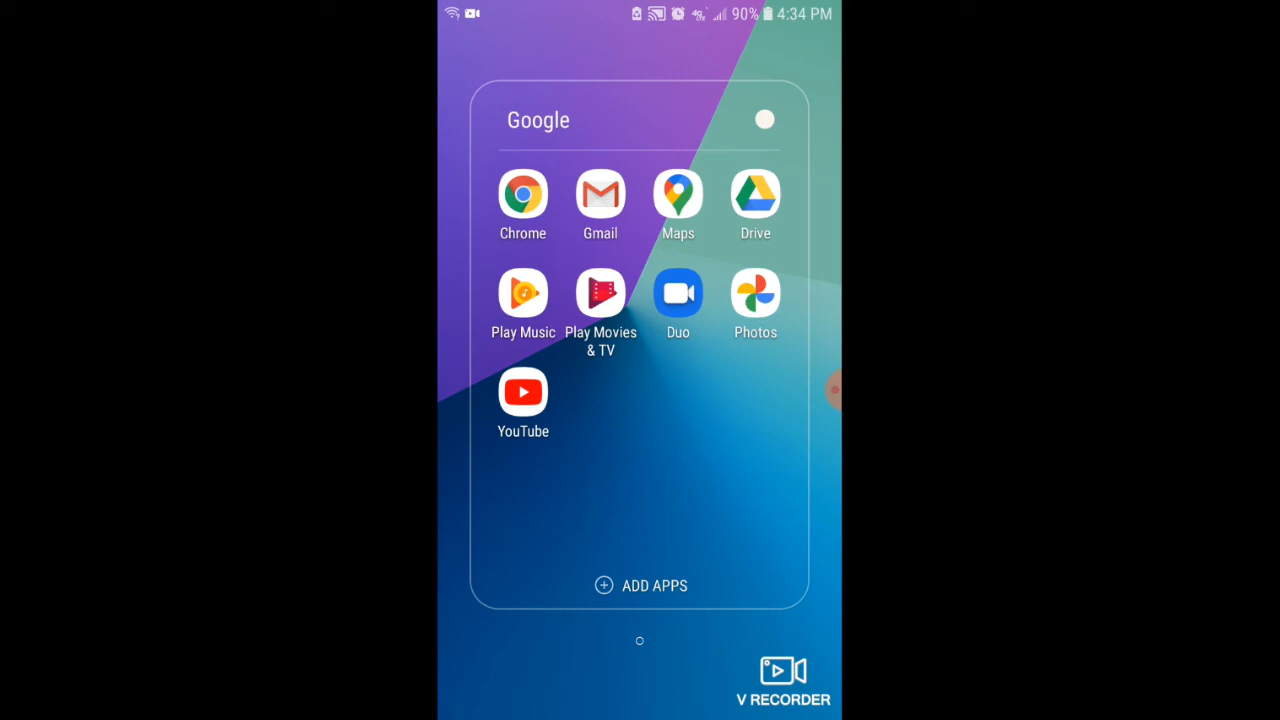 90% 4:34 PM
Google
Chrome Gmail Maps Drive
Play Music Play Movies & TV Duo Photos
YouTube
ADD APPS
V RECORDER